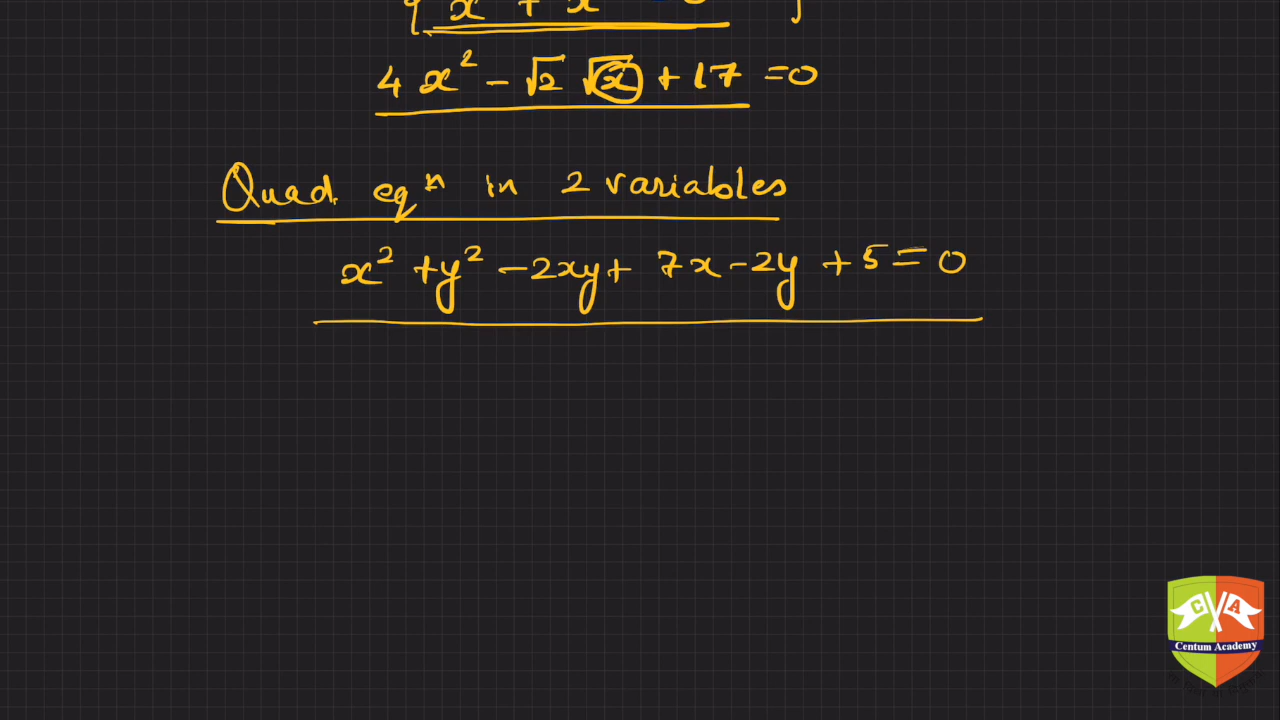 x + x
4x² - √2 √x + 17 = 0
Quad. eqⁿ in 2 variables
x² + y² - 2xy + 7x - 2y + 5 = 0
C A
Centum Academy